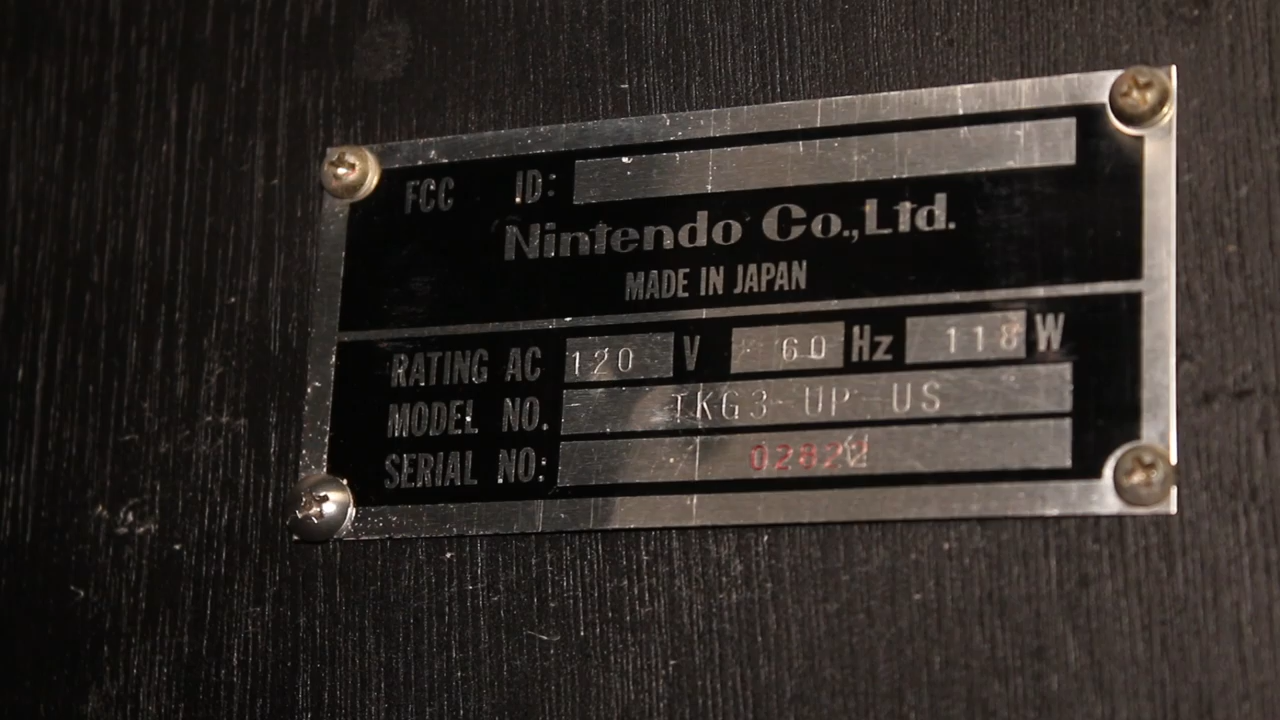 FCC ID:
Nintendo Co.,Ltd.
MADE IN JAPAN
RATING AC 120 V 60 Hz 118 W
MODEL NO. TKG3-UP-US
SERIAL NO: 02822